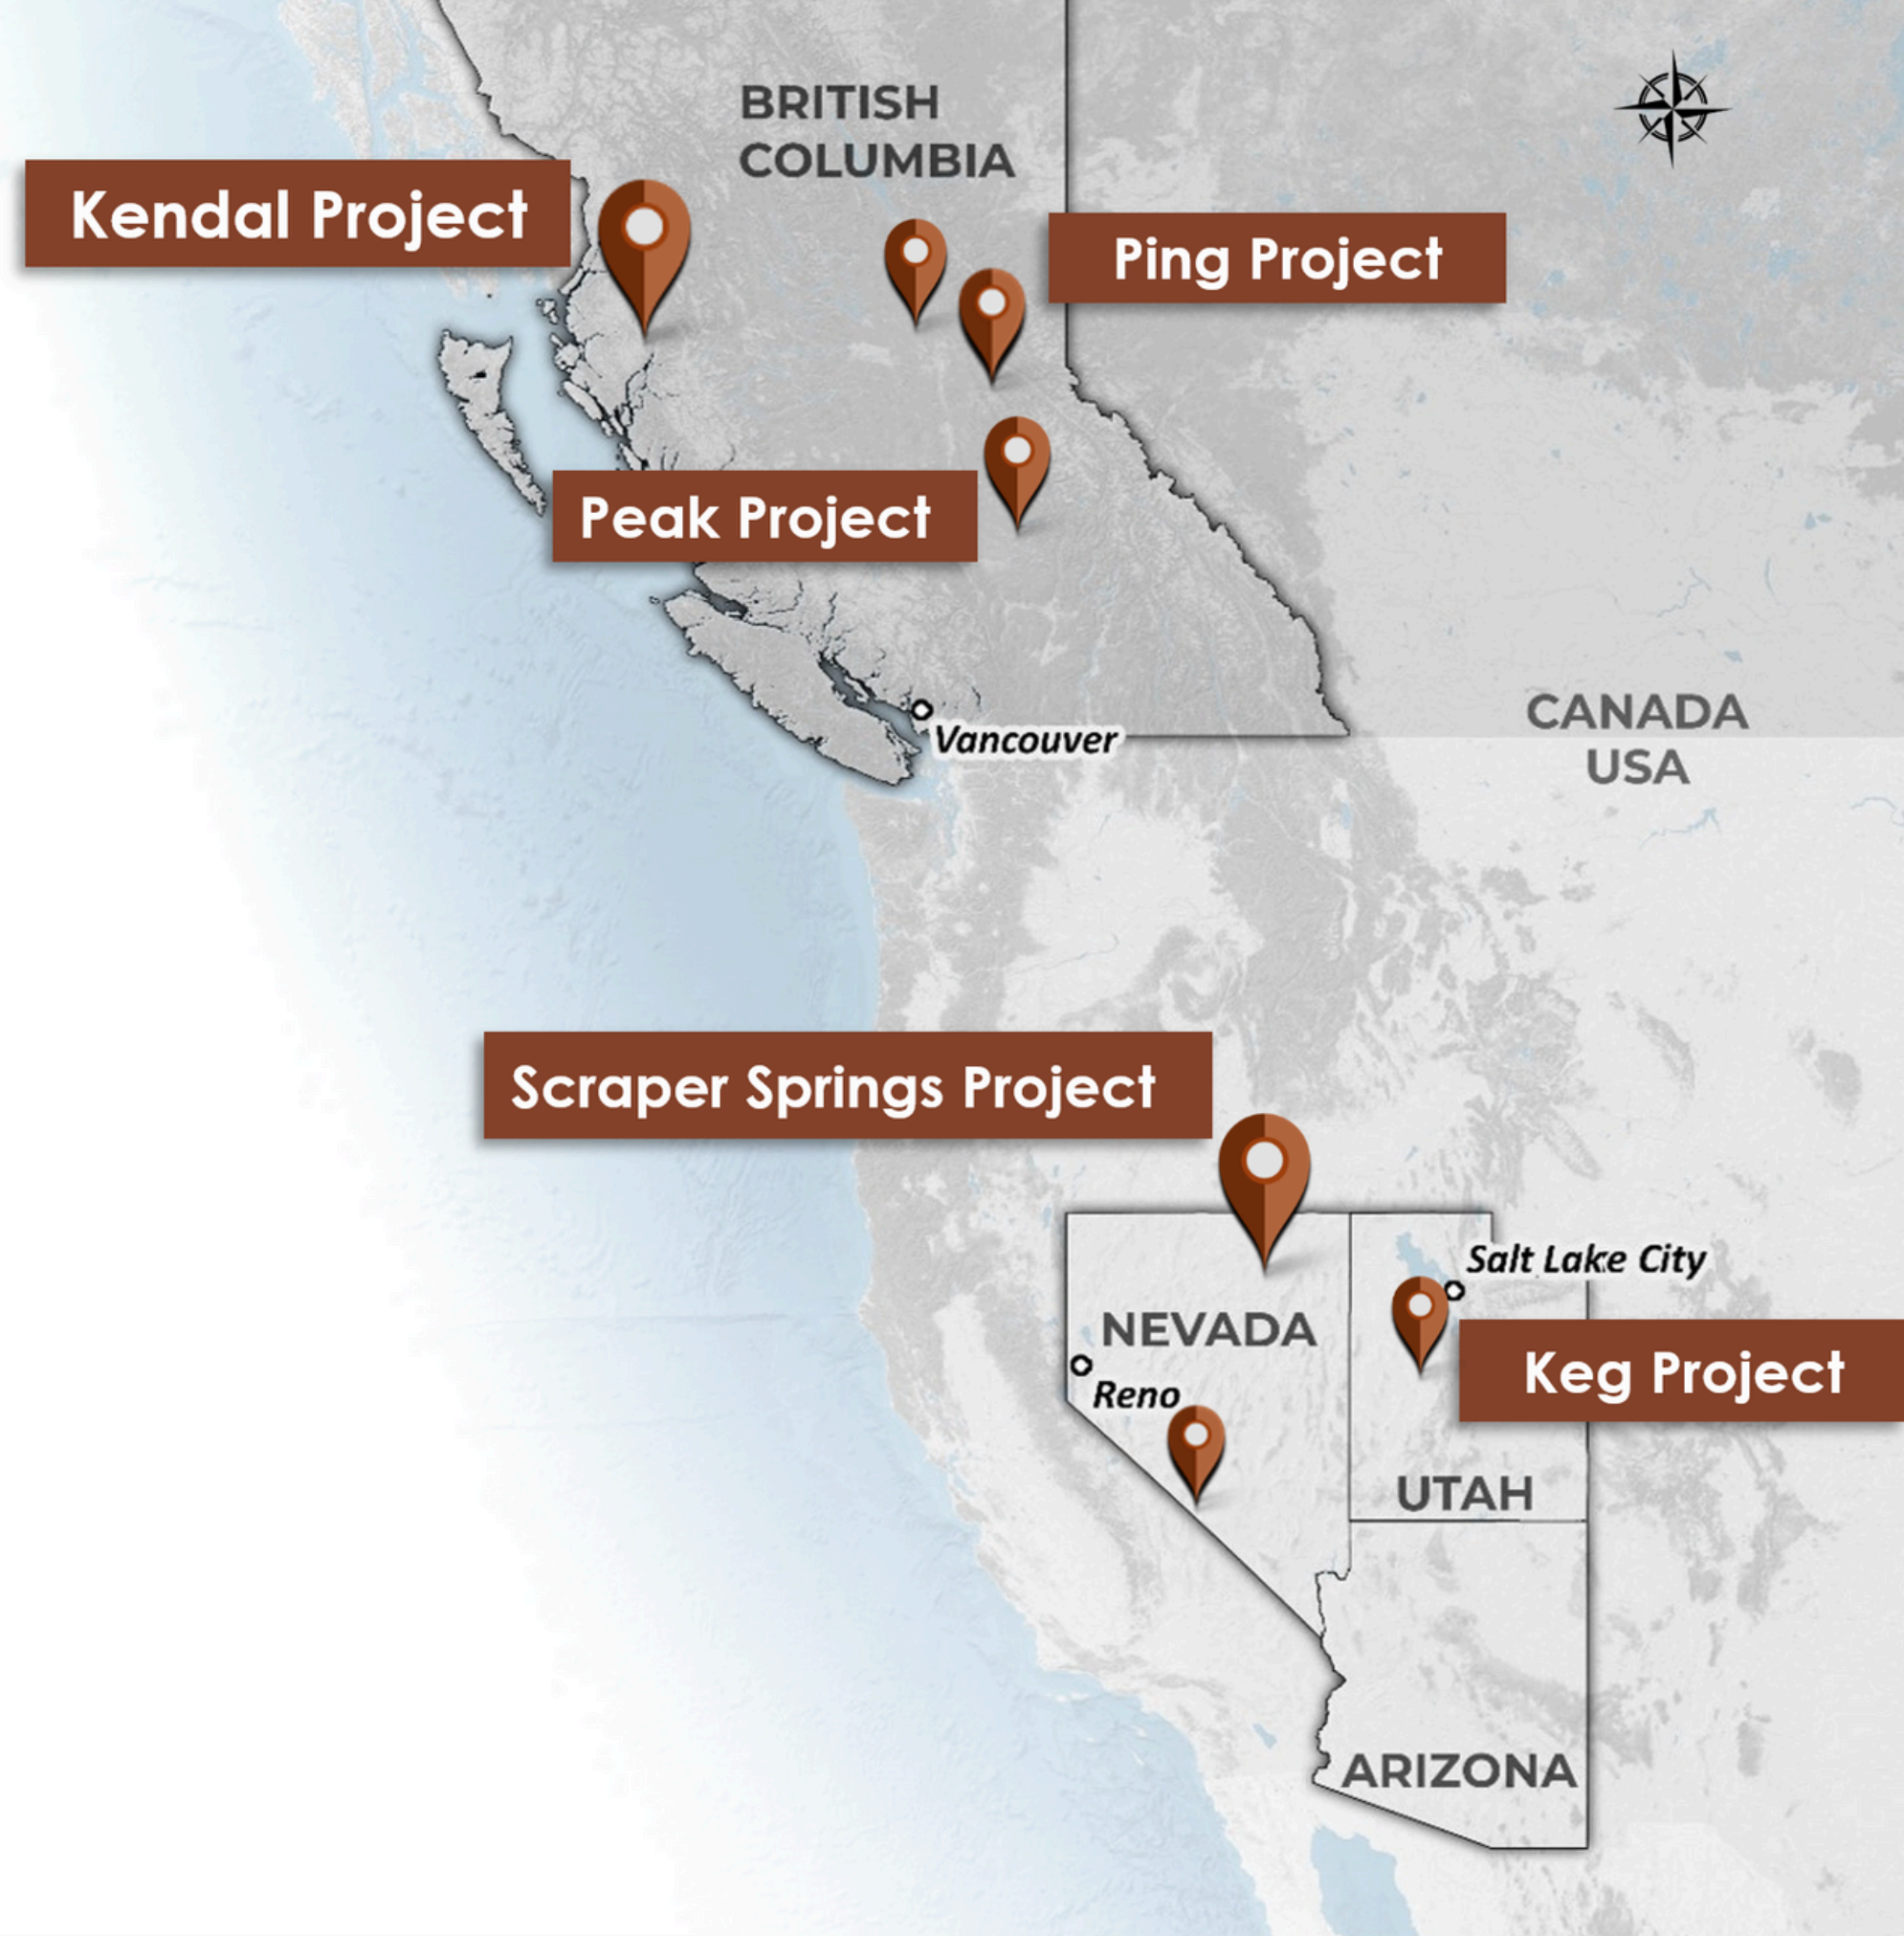 BRITISH
COLUMBIA
Kendal Project
Ping Project
Peak Project
CANADA
USA
Vancouver
Scraper Springs Project
Salt Lake City
NEVADA
Keg Project
Reno
UTAH
ARIZONA